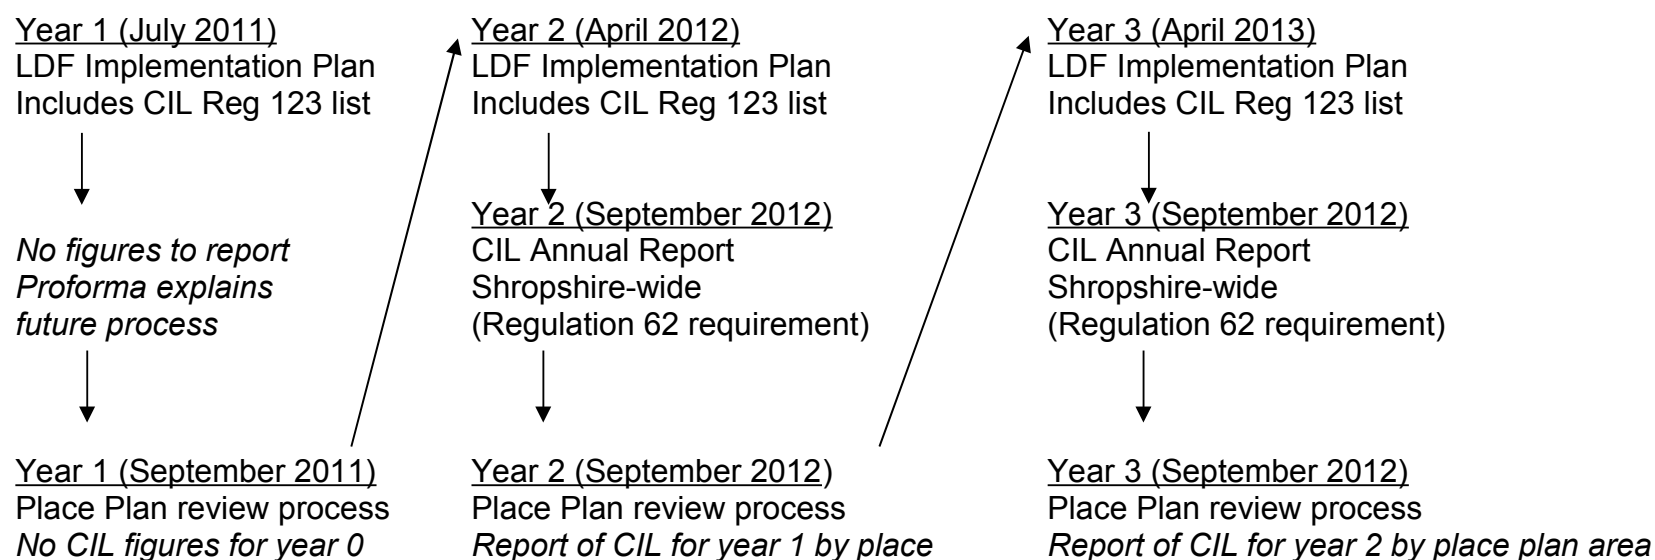 Year 1 (July 2011)
LDF Implementation Plan
Includes CIL Reg 123 list
No figures to report
Proforma explains
future process
Year 1 (September 2011)
Place Plan review process
No CIL figures for year 0
Year 2 (April 2012)
LDF Implementation Plan
Includes CIL Reg 123 list
Year 2 (September 2012)
CIL Annual Report
Shropshire-wide
(Regulation 62 requirement)
Year 2 (September 2012)
Place Plan review process
Report of CIL for year 1 by place
Year 3 (April 2013)
LDF Implementation Plan
Includes CIL Reg 123 list
Year 3 (September 2012)
CIL Annual Report
Shropshire-wide
(Regulation 62 requirement)
Year 3 (September 2012)
Place Plan review process
Report of CIL for year 2 by place plan area